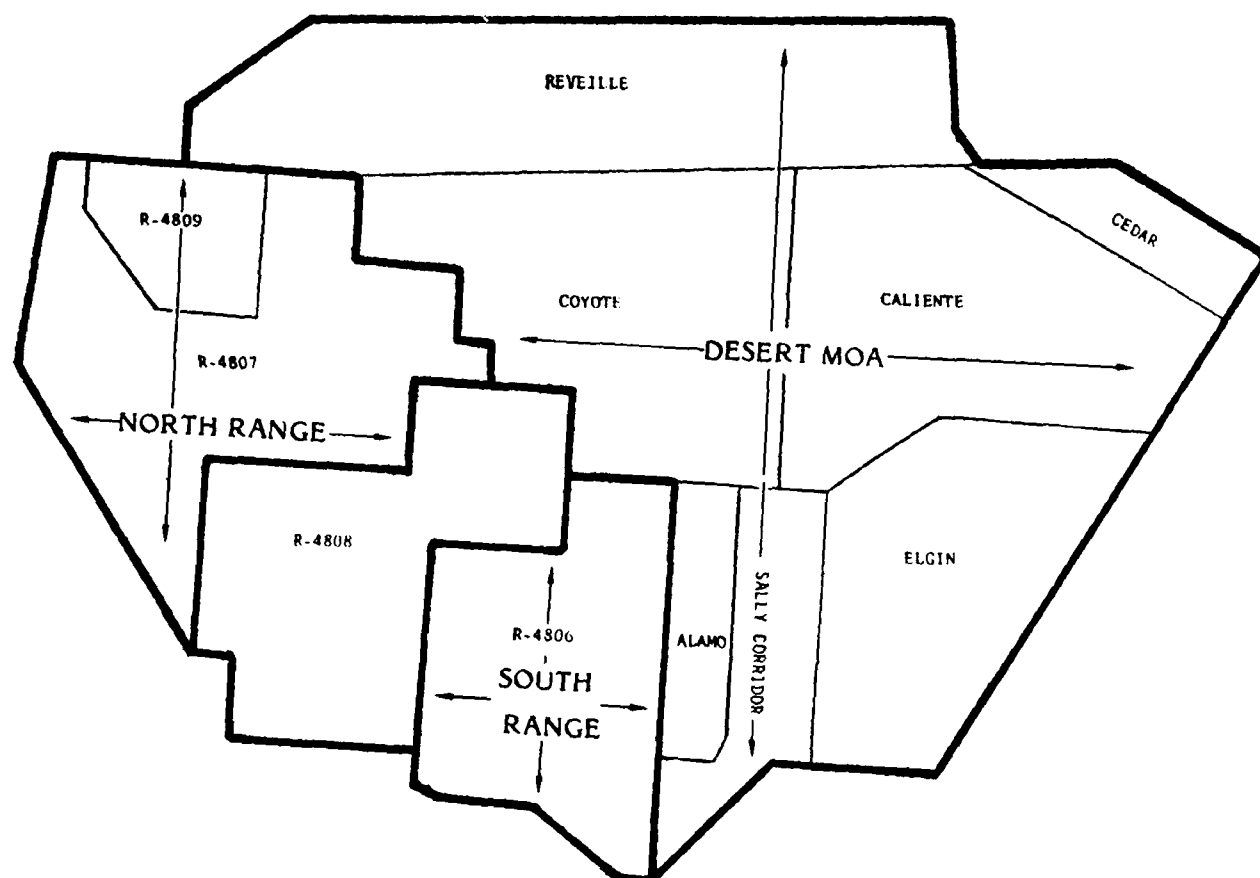 REVEILLE
R-4809
CEDAR
COYOTE
CALIENTE
DESERT MOA
R-4807
NORTH RANGE
R-4808
ELGIN
SALLY CORRIDOR
R-4806
ALAMO
SOUTH
RANGE